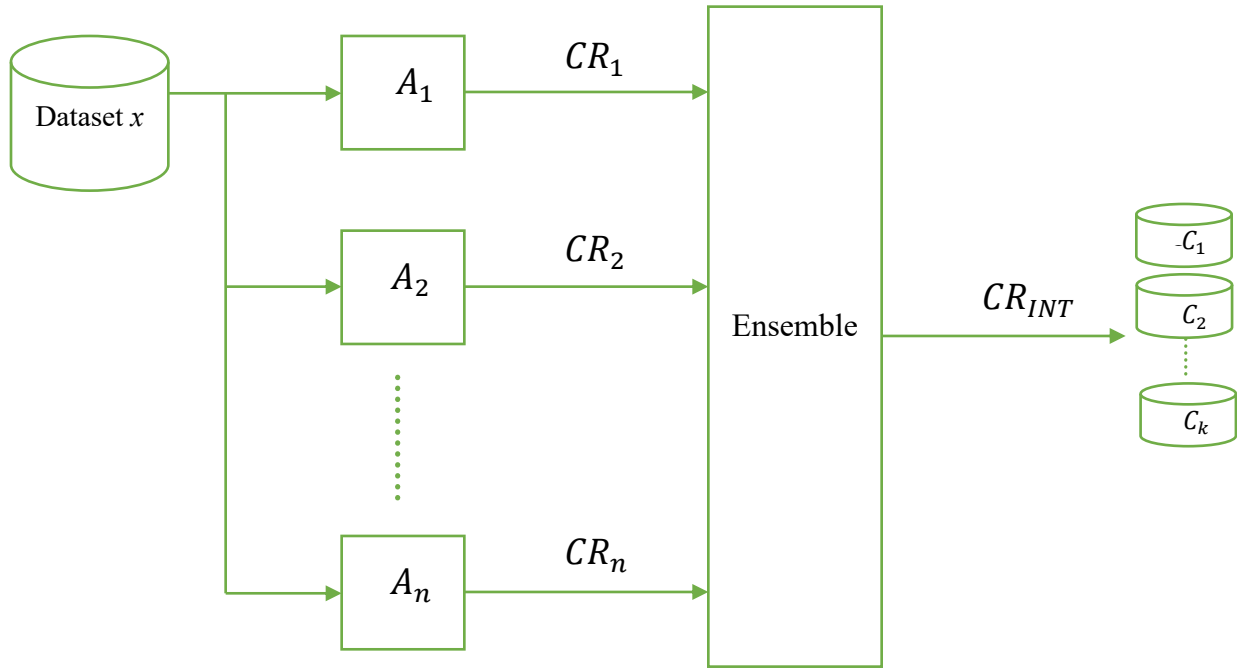 Dataset x
A₁
CR₁
A₂
CR₂
Aₙ
CRₙ
Ensemble
CR_INT
-C₁
C₂
Cₖ